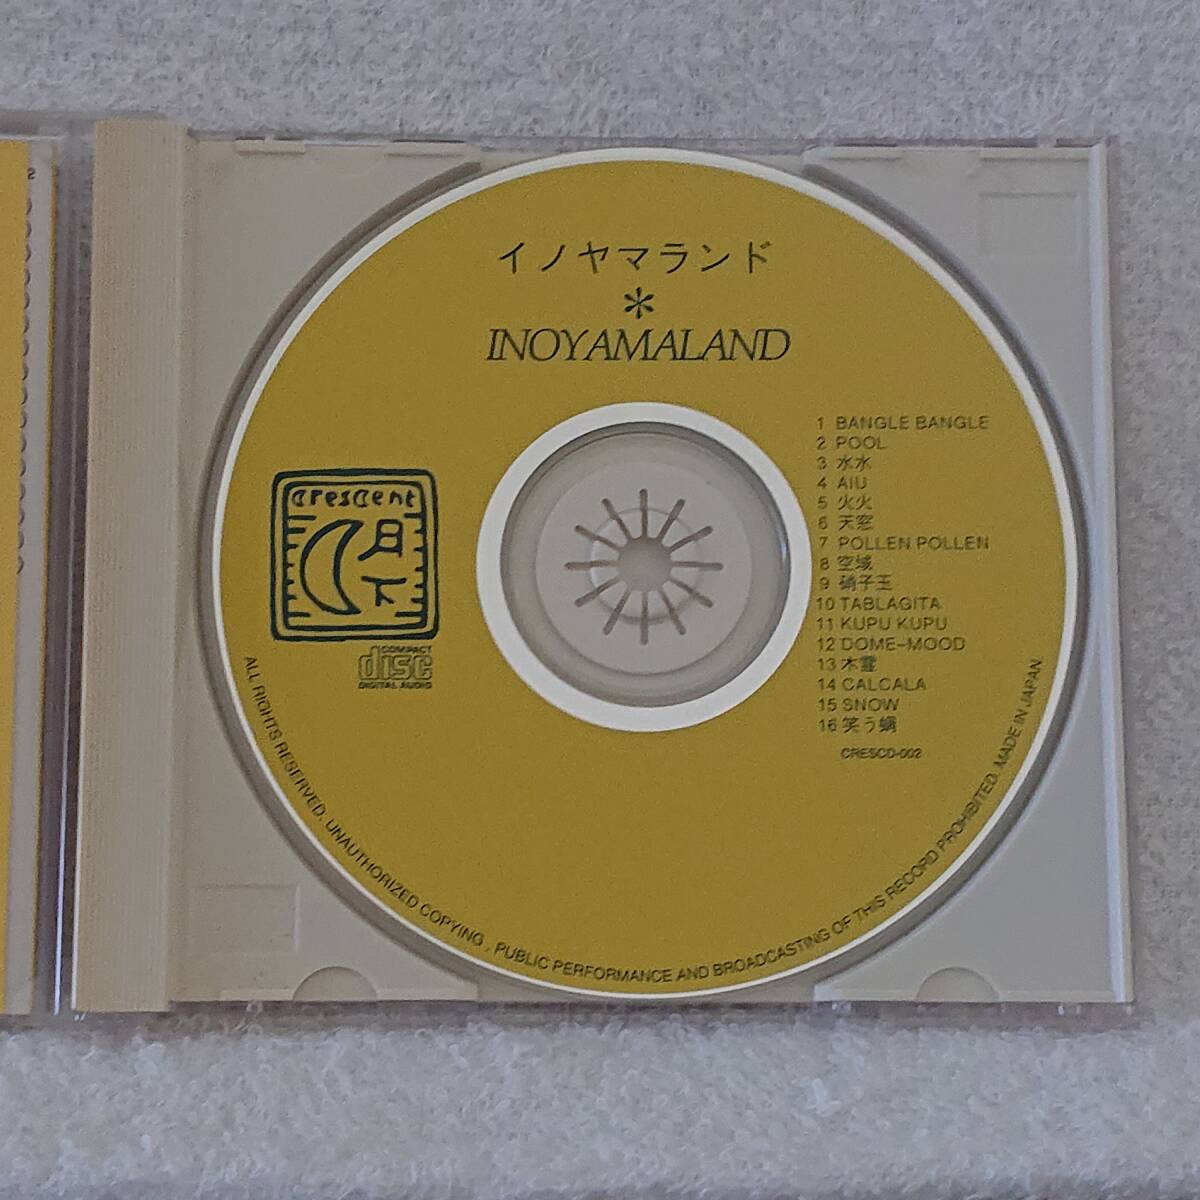 イノヤマランド
*
INOYAMALAND
crescent
月下
COMPACT
disc
DIGITAL AUDIO
1 BANGLE BANGLE
2 POOL
3 水水
4 AIU
5 火火
6 天窓
7 POLLEN POLLEN
8 空域
9 硝子玉
10 TABLAGITA
11 KUPU KUPU
12 DOME-MOOD
13 木霊
14 CALCALA
15 SNOW
16 笑う
CRESCD-002
ALL RIGHTS RESERVED. UNAUTHORIZED COPYING, PUBLIC PERFORMANCE AND BROADCASTING OF THIS RECORD PROHIBITED. MADE IN JAPAN.
2